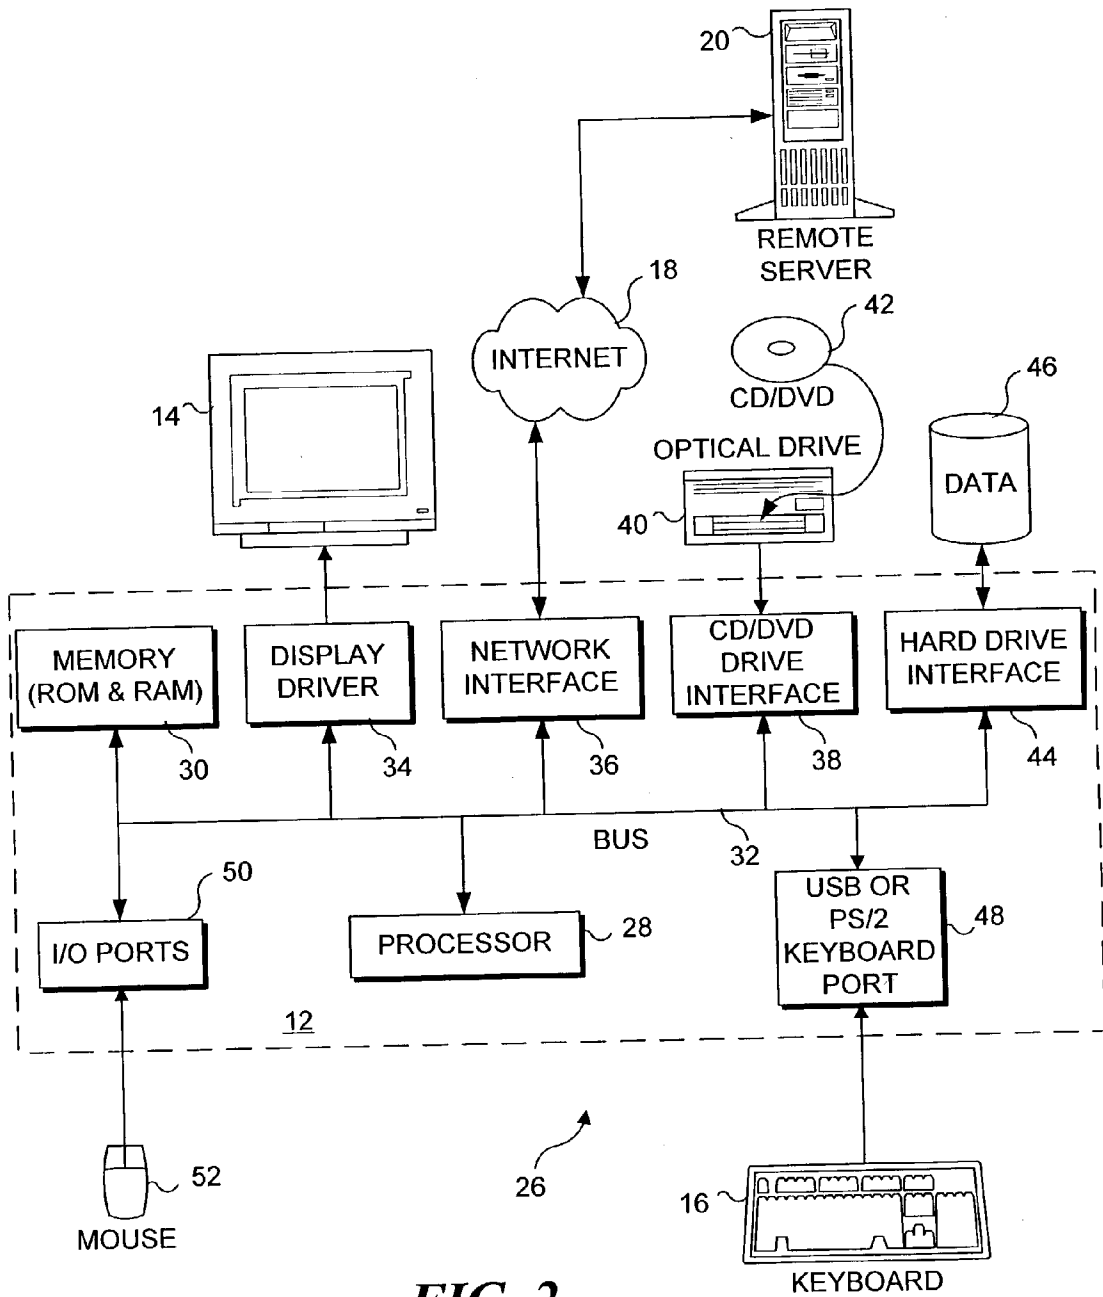 20
REMOTE
SERVER
18
INTERNET
42
CD/DVD
14
46
OPTICAL DRIVE
40
DATA
MEMORY
(ROM & RAM)
30
DISPLAY
DRIVER
34
NETWORK
INTERFACE
36
CD/DVD
DRIVE
INTERFACE
38
HARD DRIVE
INTERFACE
44
BUS
32
50
I/O PORTS
PROCESSOR
28
USB OR
PS/2
KEYBOARD
PORT
48
12
52
MOUSE
26
16
KEYBOARD
FIG. 2